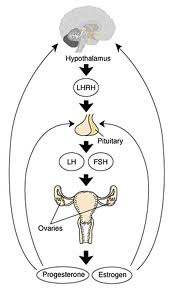 Hypothalamus
LHRH
Pituitary
LH
FSH
Ovaries
Progesterone
Estrogen